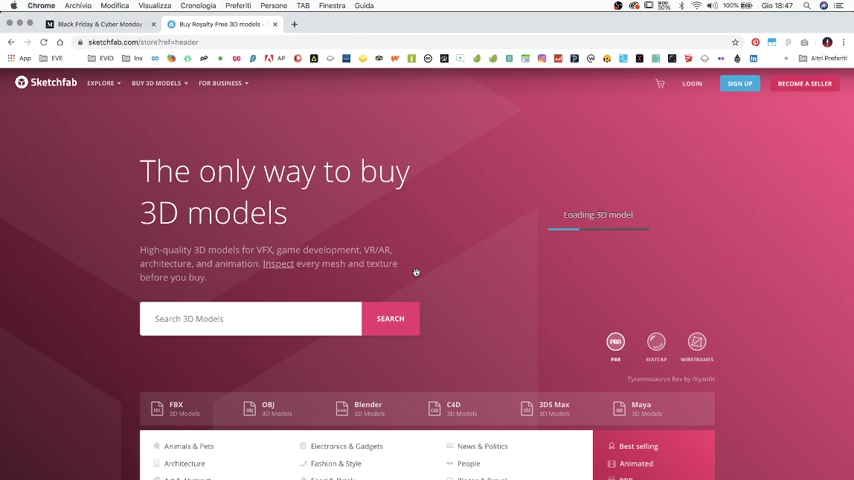 Chrome Archivio Modifica Visualizza Cronologia Preferiti Persone TAB Finestra Guida 50% 100% Gio 18:47
Black Friday & Cyber Monday
Buy Royalty Free 3D models -
sketchfab.com/store?ref=header
App EVE EVIO Inx AP Altri Preferiti
Sketchfab EXPLORE BUY 3D MODELS FOR BUSINESS LOGIN SIGN UP BECOME A SELLER
The only way to buy
3D models
Loading 3D model
High-quality 3D models for VFX, game development, VR/AR,
architecture, and animation. Inspect every mesh and texture
before you buy.
Search 3D Models SEARCH
PBR
PBR MATCAP WIREFRAMES
Tyrannosaurus Rex by iXyan0s
FBX OBJ Blender C4D 3DS Max Maya
3D Models 3D Models 3D Models 3D Models 3D Models 3D Models
Animals & Pets Electronics & Gadgets News & Politics Best selling
Architecture Fashion & Style People Animated